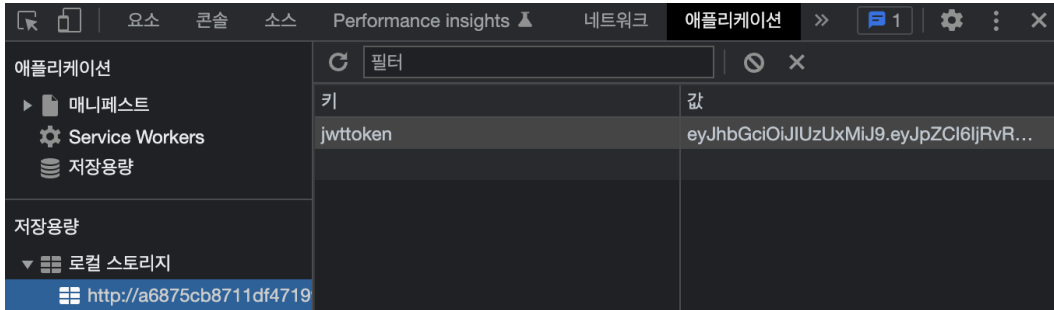 요소 콘솔 소스 Performance insights 네트워크 애플리케이션 » 1
애플리케이션
매니페스트
Service Workers
저장용량
저장용량
로컬 스토리지
http://a6875cb8711df4719
필터
키 값
jwttoken eyJhbGciOiJIUzUxMiJ9.eyJpZCI6IjRvR...